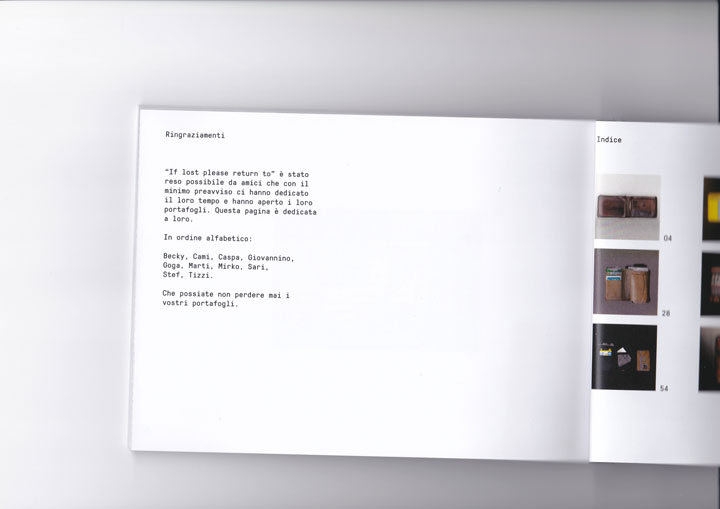 Ringraziamenti
"If lost please return to" è stato
reso possibile da amici che con il
minimo preavviso ci hanno dedicato
il loro tempo e hanno aperto i loro
portafogli. Questa pagina è dedicata
a loro.
In ordine alfabetico:
Becky, Cami, Caspa, Giovannino,
Goga, Marti, Mirko, Sari,
Stef, Tizzi.
Che possiate non perdere mai i
vostri portafogli.
Indice
04
28
54